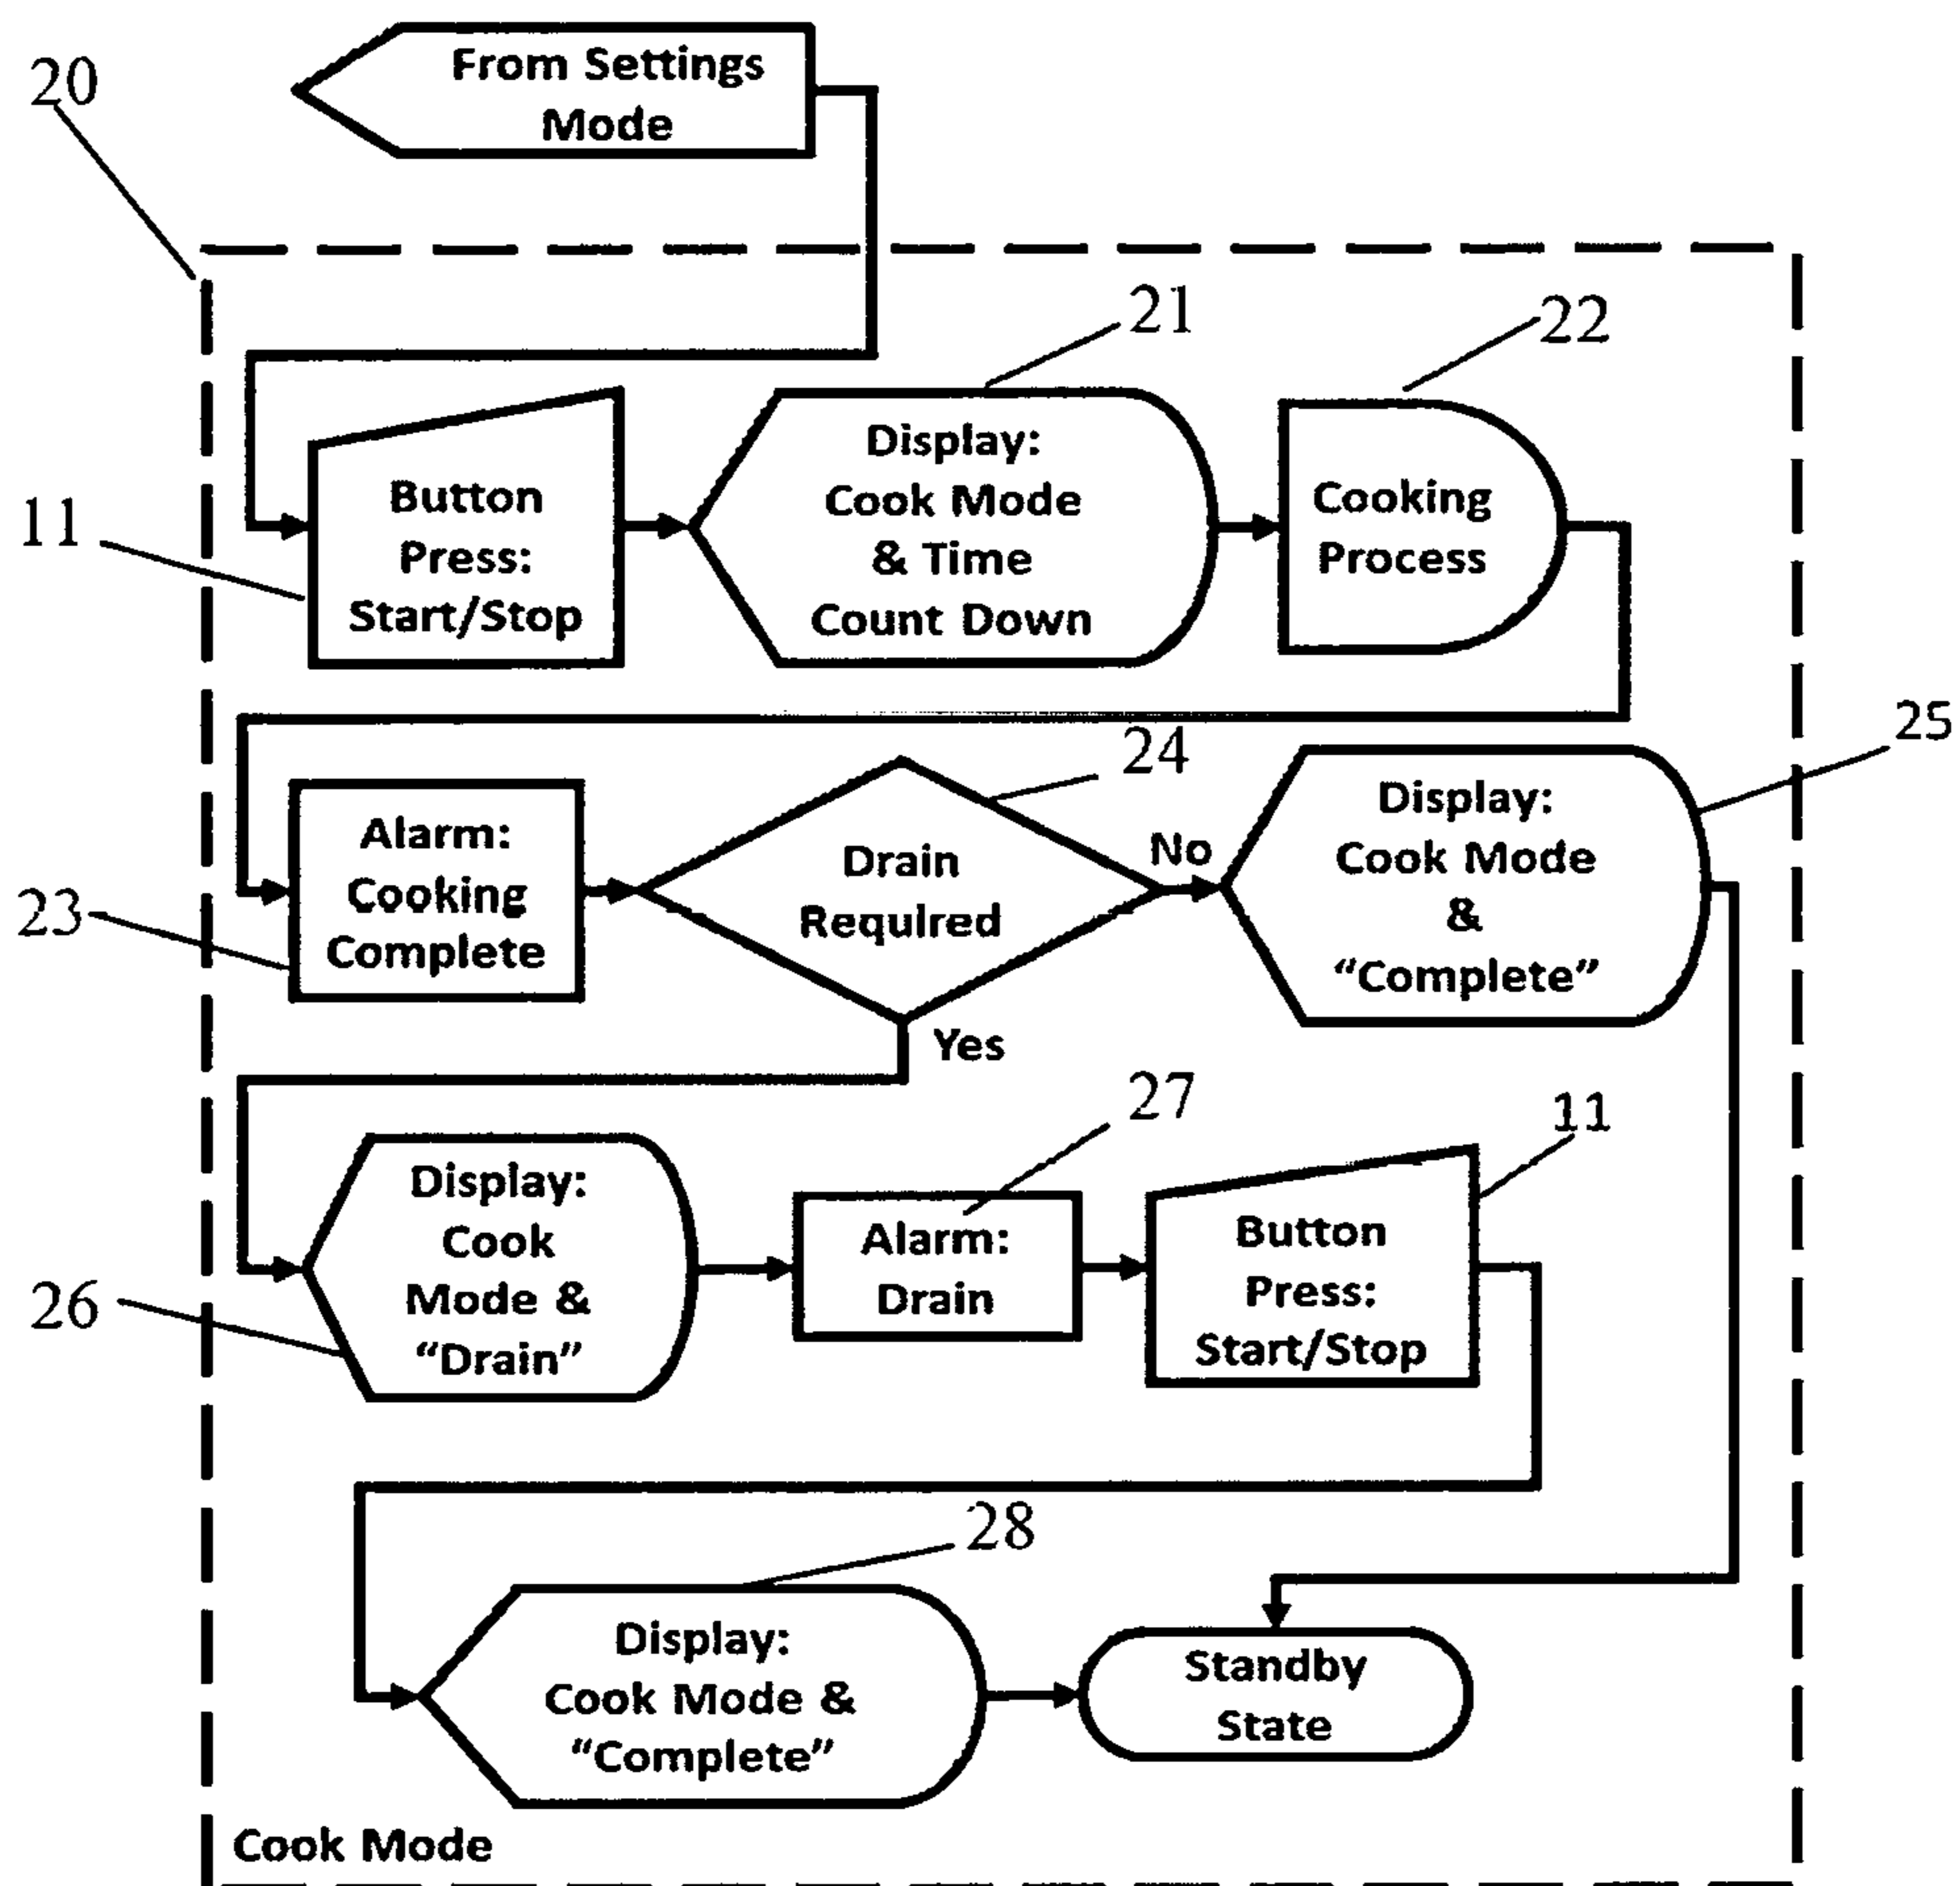 From Settings
Mode
20
21
22
Button
Press:
Start/Stop
Display:
Cook Mode
& Time
Count Down
Cooking
Process
11
24
25
Alarm:
Cooking
Complete
Drain
Required
No
Display:
Cook Mode
&
“Complete”
23
Yes
27
11
Display:
Cook
Mode &
“Drain”
Alarm:
Drain
Button
Press:
Start/Stop
26
28
Display:
Cook Mode &
“Complete”
Standby
State
Cook Mode